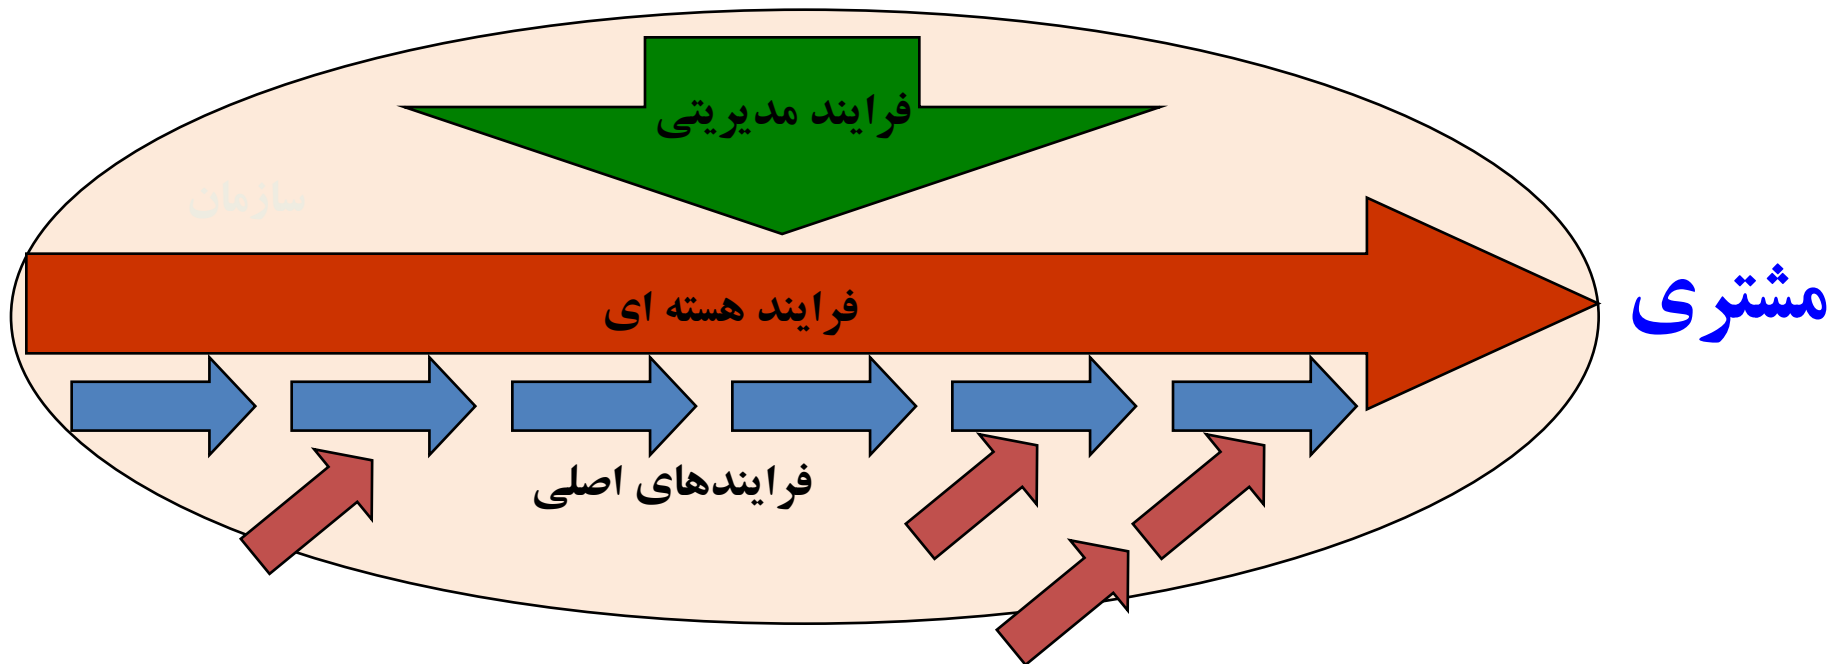 فرایند مدیریتی
سازمان
فرایند هسته ای
مشتری
فرایندهای اصلی